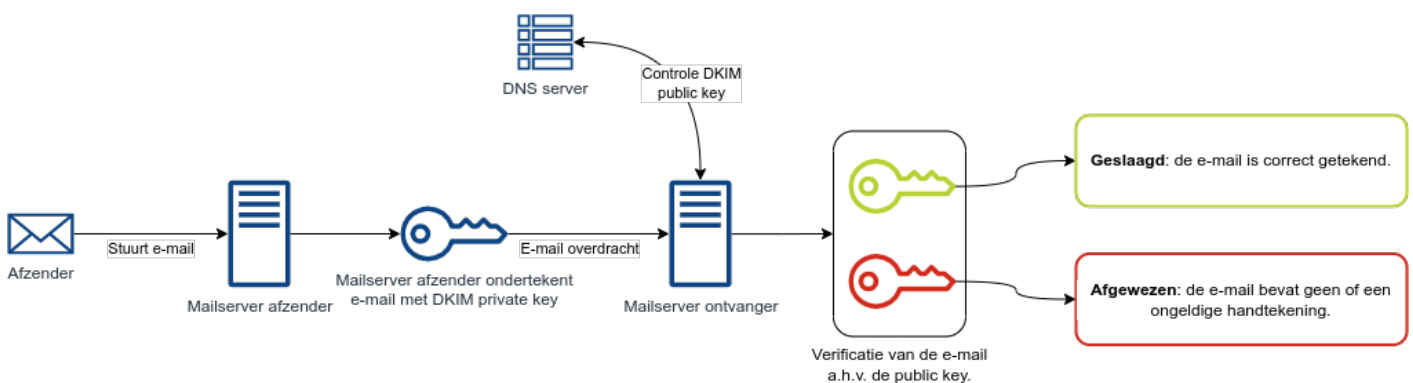 DNS server
Controle DKIM
public key
Afzender
Stuurt e-mail
Mailserver afzender
Mailserver afzender ondertekent
e-mail met DKIM private key
E-mail overdracht
Mailserver ontvanger
Verificatie van de e-mail
a.h.v. de public key.
Geslaagd: de e-mail is correct getekend.
Afgewezen: de e-mail bevat geen of een
ongeldige handtekening.